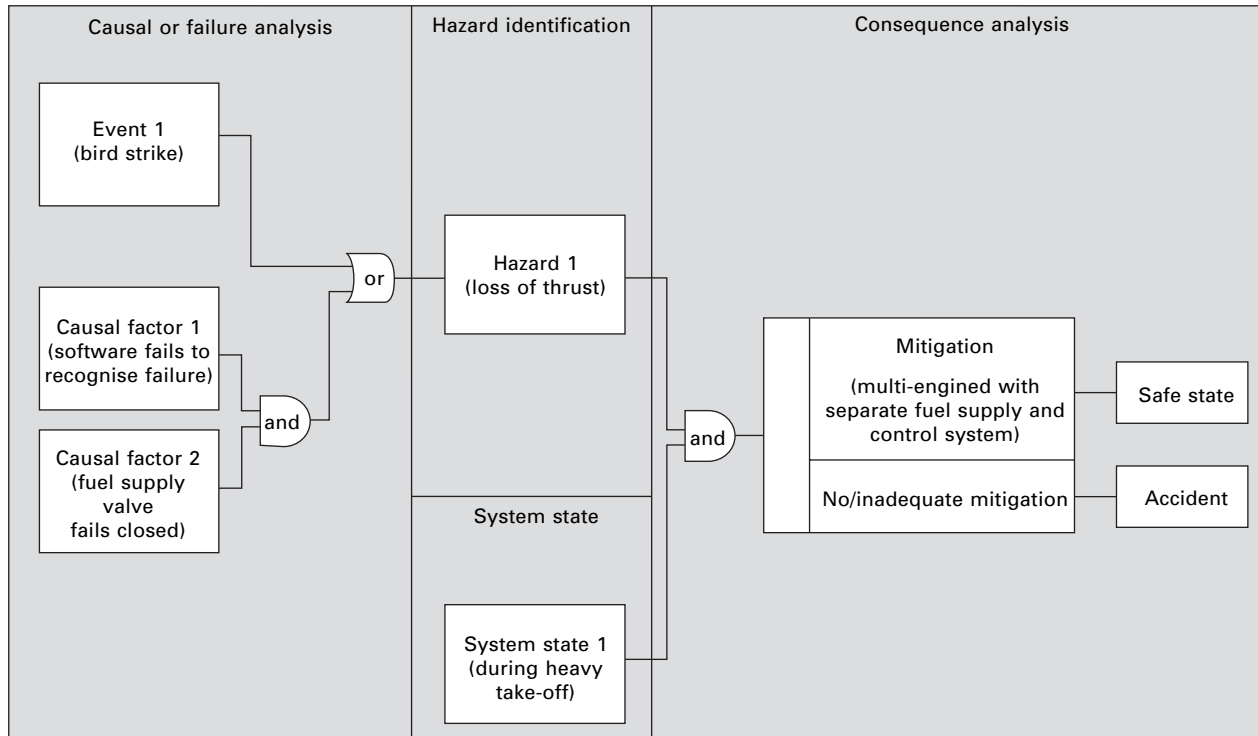 Causal or failure analysis
Hazard identification
Consequence analysis
Event 1
(bird strike)
or
Hazard 1
(loss of thrust)
Causal factor 1
(software fails to
recognise failure)
and
Causal factor 2
(fuel supply
valve
fails closed)
System state
System state 1
(during heavy
take-off)
and
Mitigation
(multi-engined with
separate fuel supply and
control system)
Safe state
No/inadequate mitigation
Accident